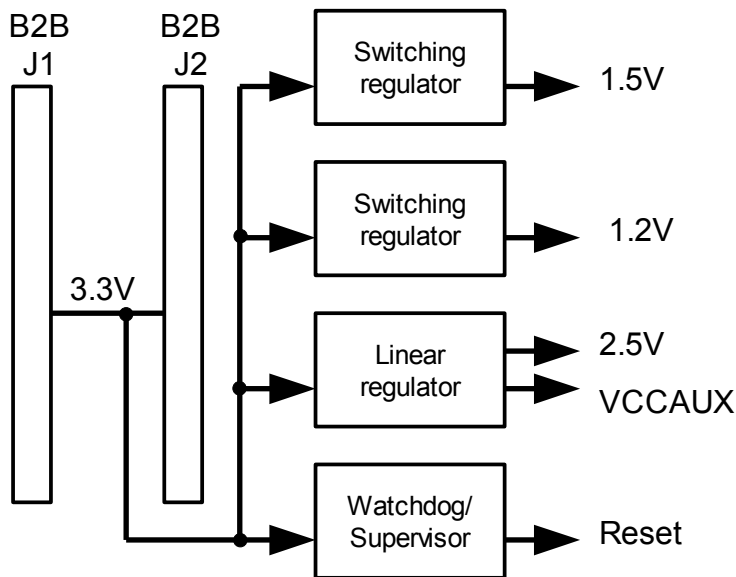 B2B
J1
B2B
J2
3.3V
Switching
regulator
1.5V
Switching
regulator
1.2V
Linear
regulator
2.5V
VCCAUX
Watchdog/
Supervisor
Reset